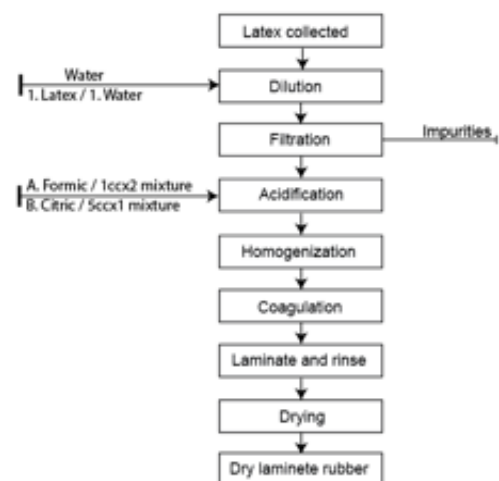 Latex collected
Water
1. Latex / 1. Water
Dilution
Filtration
Impurities
A. Formic / 1ccx2 mixture
B. Citric / 5ccx1 mixture
Acidification
Homogenization
Coagulation
Laminate and rinse
Drying
Dry laminete rubber